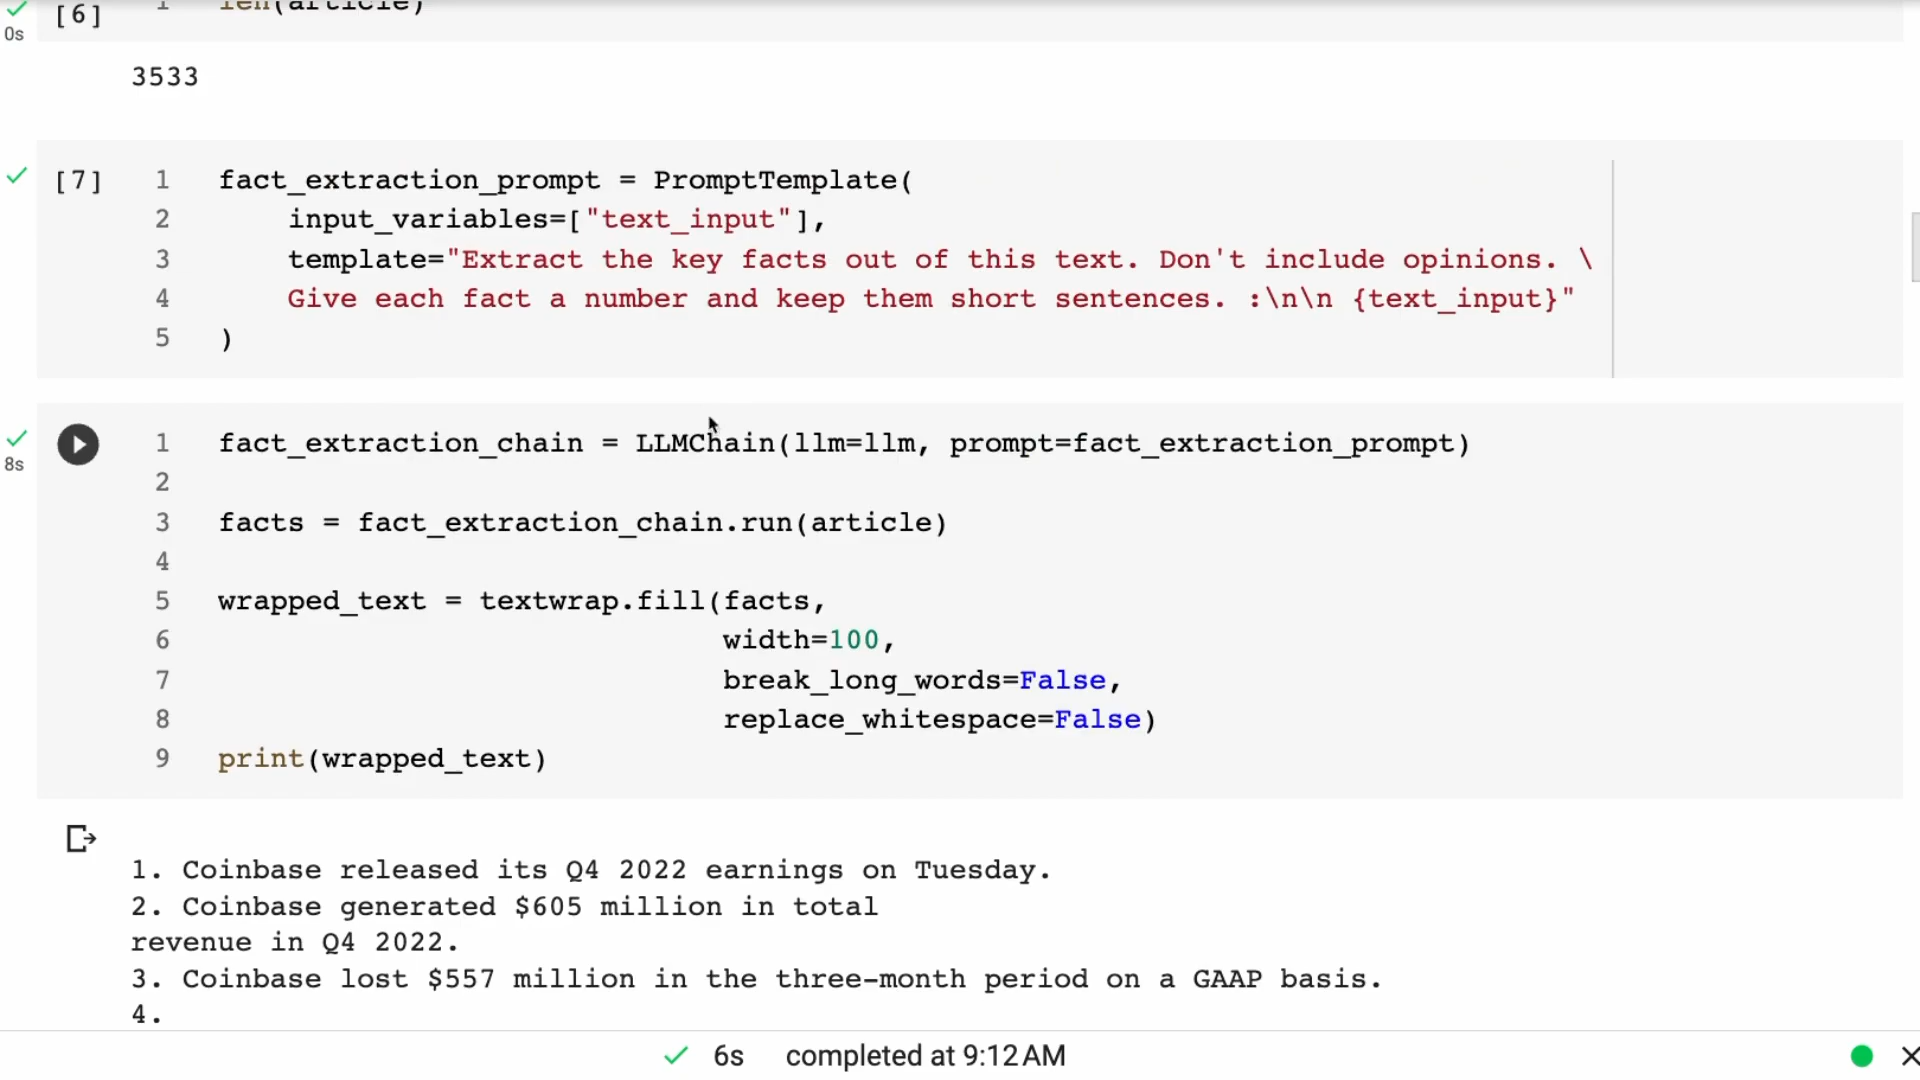 [6] 1 len(article)
0s
3533
[7] 1 fact_extraction_prompt = PromptTemplate(
2 input_variables=["text_input"],
3 template="Extract the key facts out of this text. Don't include opinions. \
4 Give each fact a number and keep them short sentences. :\n\n {text_input}"
5 )
1 fact_extraction_chain = LLMChain(llm=llm, prompt=fact_extraction_prompt)
8s
2
3 facts = fact_extraction_chain.run(article)
4
5 wrapped_text = textwrap.fill(facts,
6 width=100,
7 break_long_words=False,
8 replace_whitespace=False)
9 print(wrapped_text)
1. Coinbase released its Q4 2022 earnings on Tuesday.
2. Coinbase generated $605 million in total
revenue in Q4 2022.
3. Coinbase lost $557 million in the three-month period on a GAAP basis.
4.
6s completed at 9:12 AM